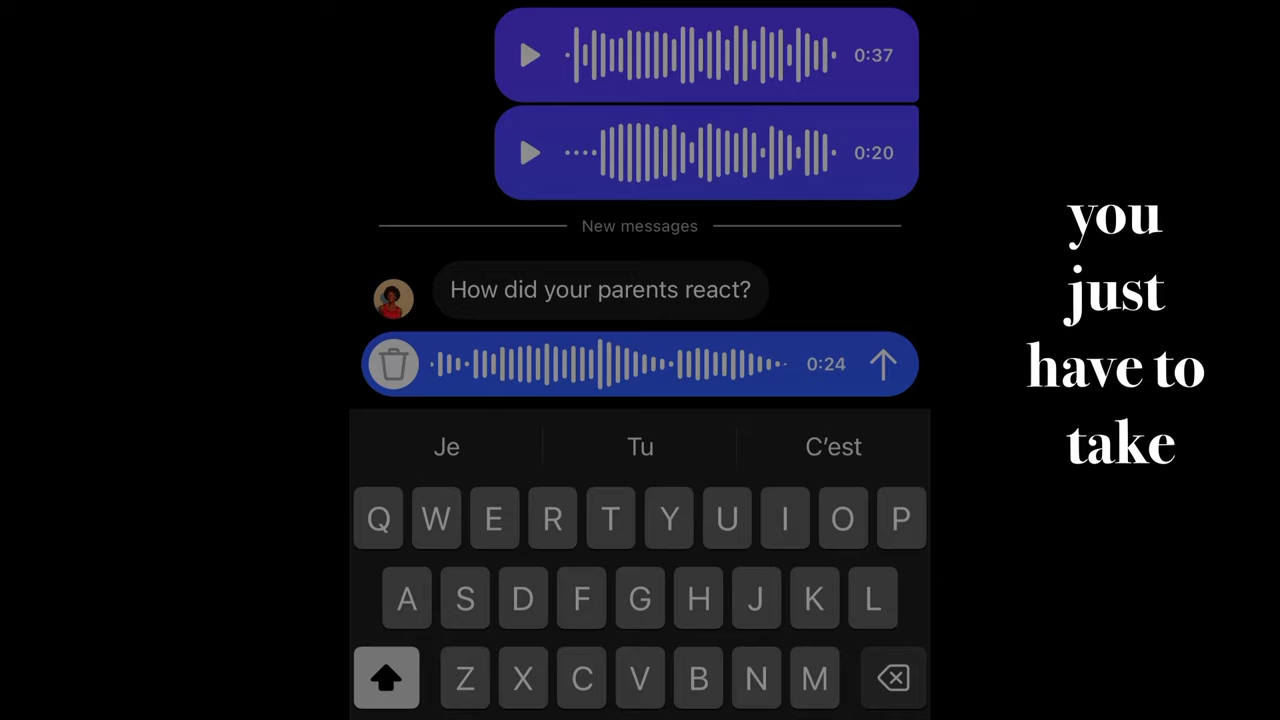 0:37
0:20
New messages
How did your parents react?
0:24
Je Tu C’est
Q W E R T Y U I O P
A S D F G H J K L
Z X C V B N M
you
just
have to
take